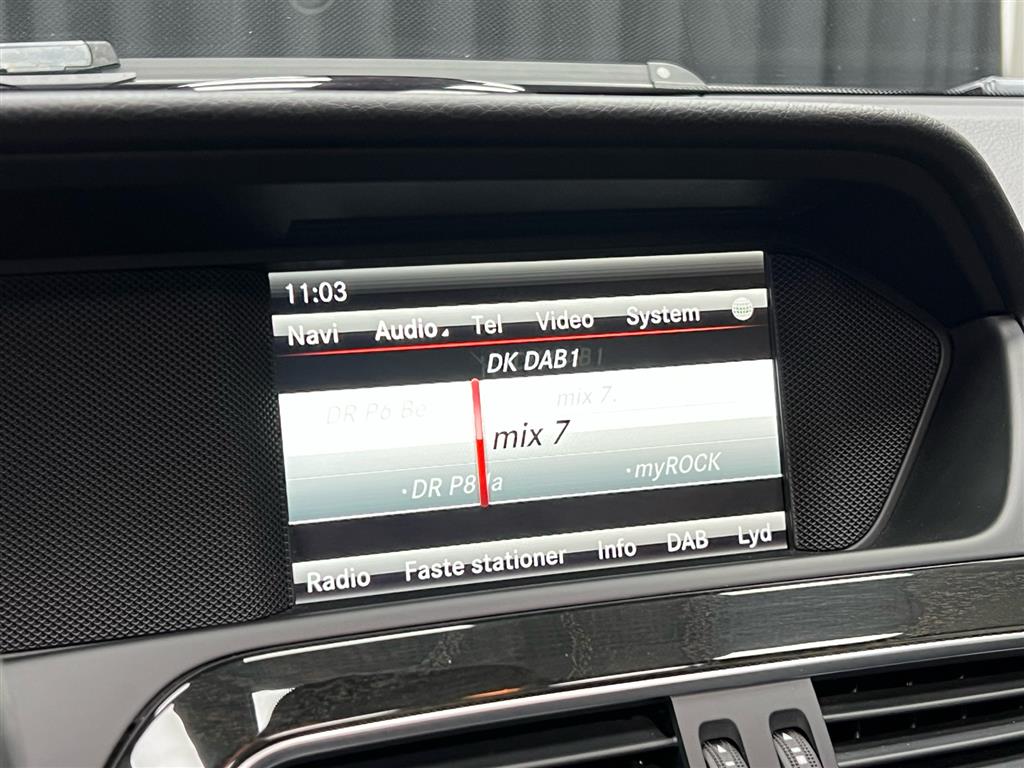 11:03
Navi Audio Tel Video System
DK DAB1
DR P6 Be mix 7.
mix 7
·DR P8 ·myROCK
Radio Faste stationer Info DAB Lyd